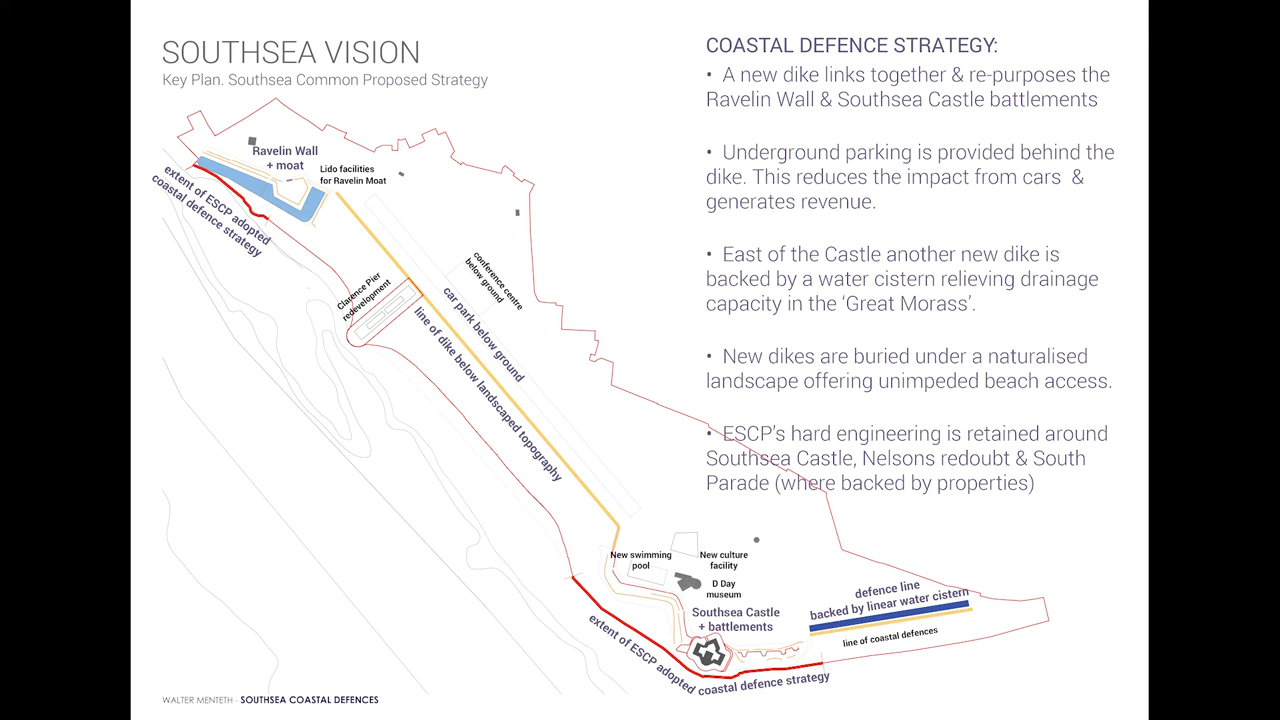 SOUTHSEA VISION
Key Plan. Southsea Common Proposed Strategy
COASTAL DEFENCE STRATEGY:
• A new dike links together & re-purposes the
Ravelin Wall & Southsea Castle battlements
• Underground parking is provided behind the
dike. This reduces the impact from cars &
generates revenue.
• East of the Castle another new dike is
backed by a water cistern relieving drainage
capacity in the ‘Great Morass’.
• New dikes are buried under a naturalised
landscape offering unimpeded beach access.
• ESCP’s hard engineering is retained around
Southsea Castle, Nelsons redoubt & South
Parade (where backed by properties)
Ravelin Wall
+ moat
Lido facilities
for Ravelin Moat
extent of ESCP adopted
coastal defence strategy
Clarence Pier
redevelopment
conference centre
below ground
car park below ground
line of dike below landscaped topography
New swimming
pool
New culture
facility
D Day
museum
Southsea Castle
+ battlements
defence line
backed by linear water cistern
line of coastal defences
extent of ESCP adopted coastal defence strategy
WALTER MENTETH - SOUTHSEA COASTAL DEFENCES